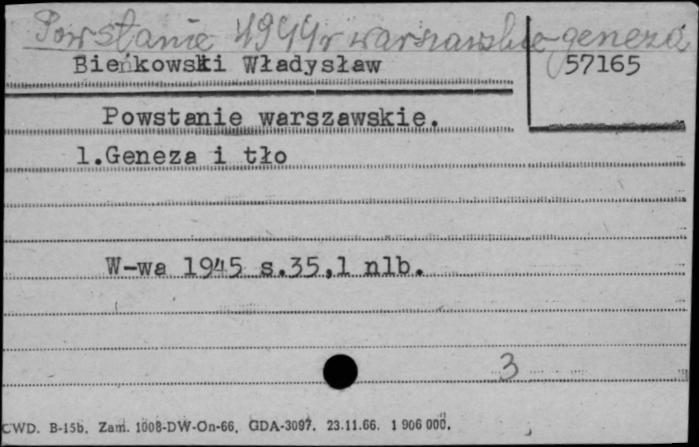 Powstanie 1944 r warszawskie - geneza
Bieńkowski Władysław
57165
Powstanie warszawskie.
1.Geneza i tło
W-wa 1945 s.35,1 nlb.
3
CWD. B-15b. Zam. 1008-DW-On-66. GDA-3097. 23.11.66. 1 906 000.